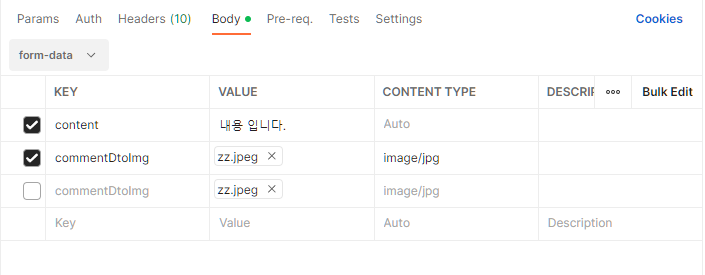 Params Auth Headers (10) Body Pre-req. Tests Settings Cookies
form-data
KEY VALUE CONTENT TYPE DESCRIP ooo Bulk Edit
content 내용 입니다. Auto
commentDtoImg zz.jpeg × image/jpg
commentDtoImg zz.jpeg × image/jpg
Key Value Auto Description